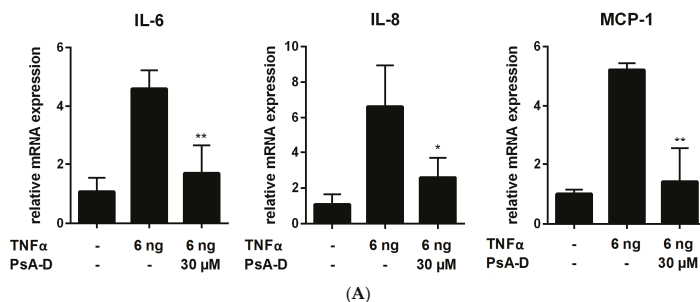 IL-6
relative mRNA expression
6
4
2
0
**
TNFα - 6 ng 6 ng
PsA-D - - 30 µM
IL-8
relative mRNA expression
10
8
6
4
2
0
*
- 6 ng 6 ng
- - 30 µM
MCP-1
relative mRNA expression
6
4
2
0
**
TNFα - 6 ng 6 ng
PsA-D - - 30 µM
(A)